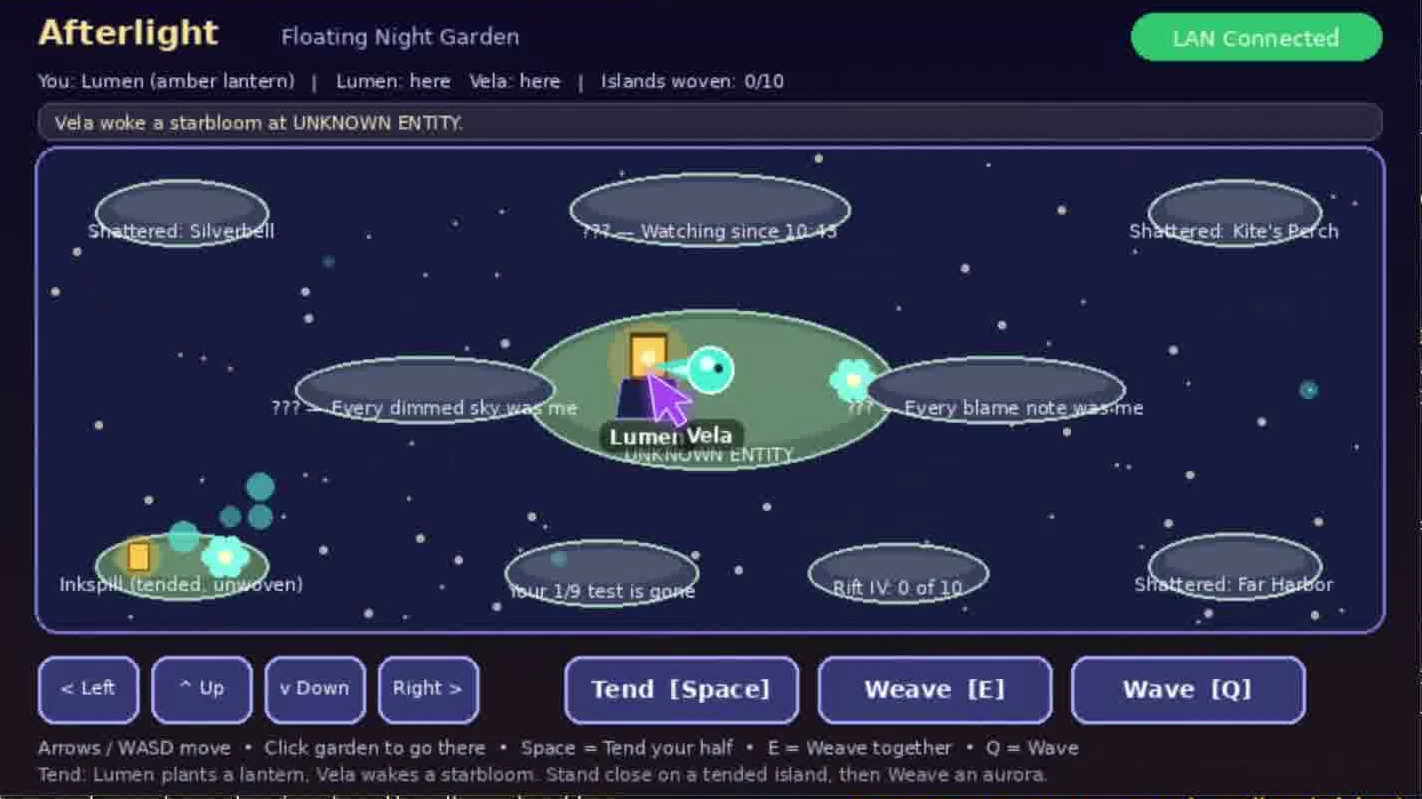 Afterlight
Floating Night Garden
LAN Connected
You: Lumen (amber lantern) | Lumen: here Vela: here | Islands woven: 0/10
Vela woke a starbloom at UNKNOWN ENTITY.
Shattered: Silverbell
??? — Watching since 10:45
Shattered: Kite's Perch
??? — Every dimmed sky was me
??? — Every blame note was me
Lumen
Vela
UNKNOWN ENTITY
Inkspill (tended, unwoven)
Your 1/9 test is gone
Rift IV: 0 of 10
Shattered: Far Harbor
< Left
^ Up
v Down
Right >
Tend [Space]
Weave [E]
Wave [Q]
Arrows / WASD move • Click garden to go there • Space = Tend your half • E = Weave together • Q = Wave
Tend: Lumen plants a lantern, Vela wakes a starbloom. Stand close on a tended island, then Weave an aurora.